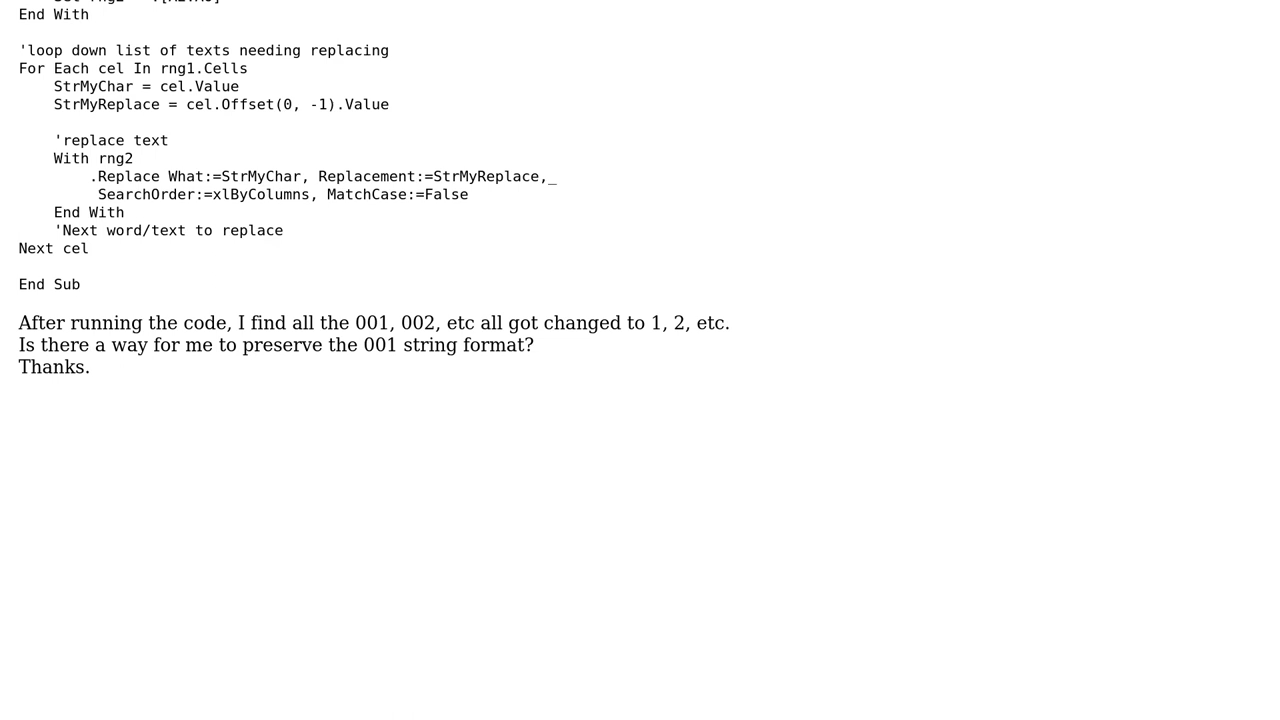 End With
'loop down list of texts needing replacing
For Each cel In rng1.Cells
    StrMyChar = cel.Value
    StrMyReplace = cel.Offset(0, -1).Value
    'replace text
    With rng2
        .Replace What:=StrMyChar, Replacement:=StrMyReplace,_
         SearchOrder:=xlByColumns, MatchCase:=False
    End With
    'Next word/text to replace
Next cel
End Sub
After running the code, I find all the 001, 002, etc all got changed to 1, 2, etc.
Is there a way for me to preserve the 001 string format?
Thanks.